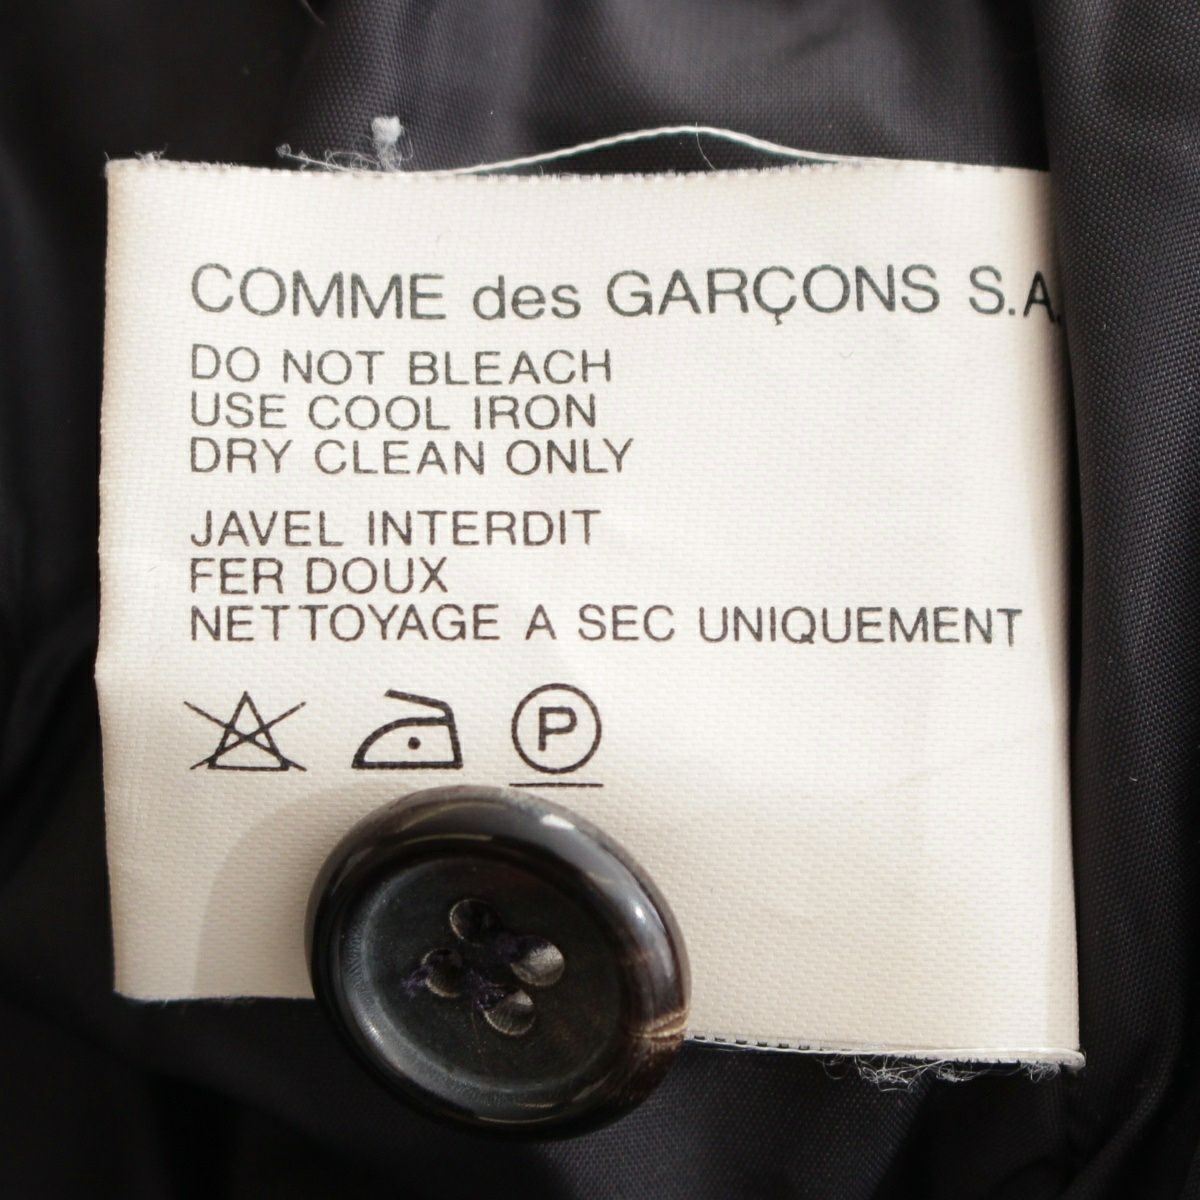 COMME des GARÇONS S.A.
DO NOT BLEACH
USE COOL IRON
DRY CLEAN ONLY
JAVEL INTERDIT
FER DOUX
NETTOYAGE A SEC UNIQUEMENT
P